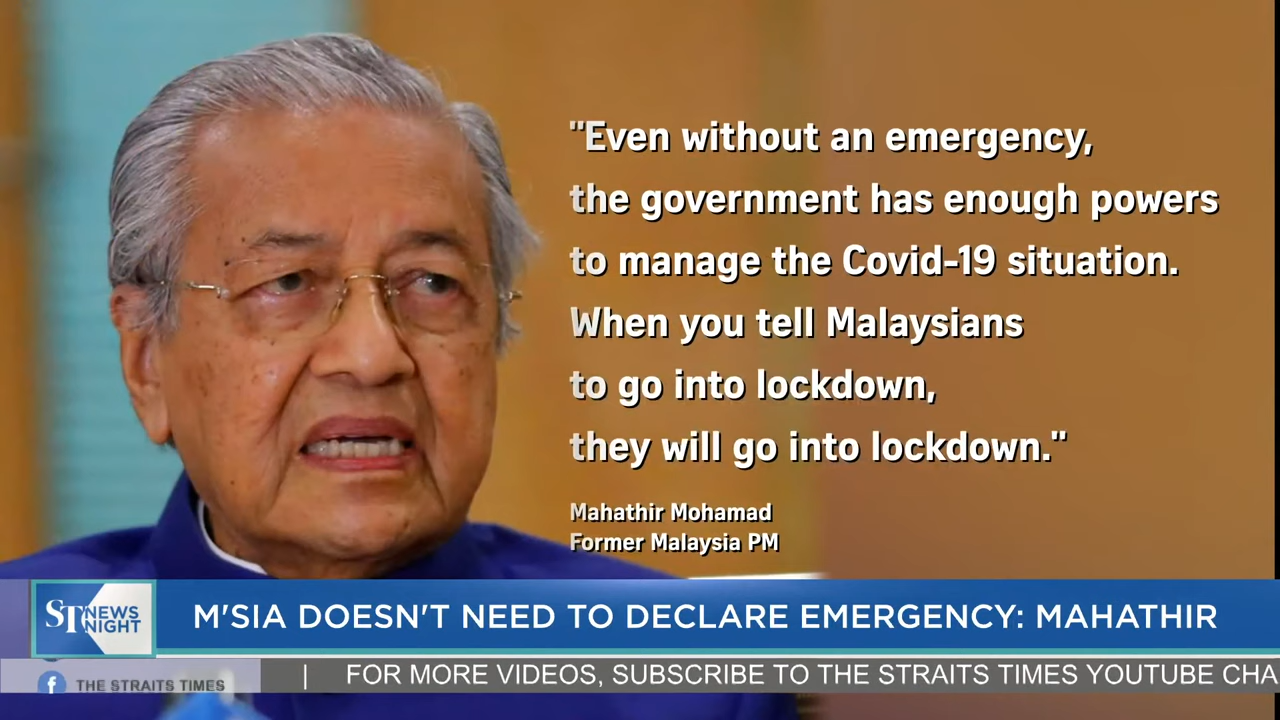 "Even without an emergency,
the government has enough powers
to manage the Covid-19 situation.
When you tell Malaysians
to go into lockdown,
they will go into lockdown."
Mahathir Mohamad
Former Malaysia PM
ST NEWS NIGHT
M'SIA DOESN'T NEED TO DECLARE EMERGENCY: MAHATHIR
f THE STRAITS TIMES | FOR MORE VIDEOS, SUBSCRIBE TO THE STRAITS TIMES YOUTUBE CHA